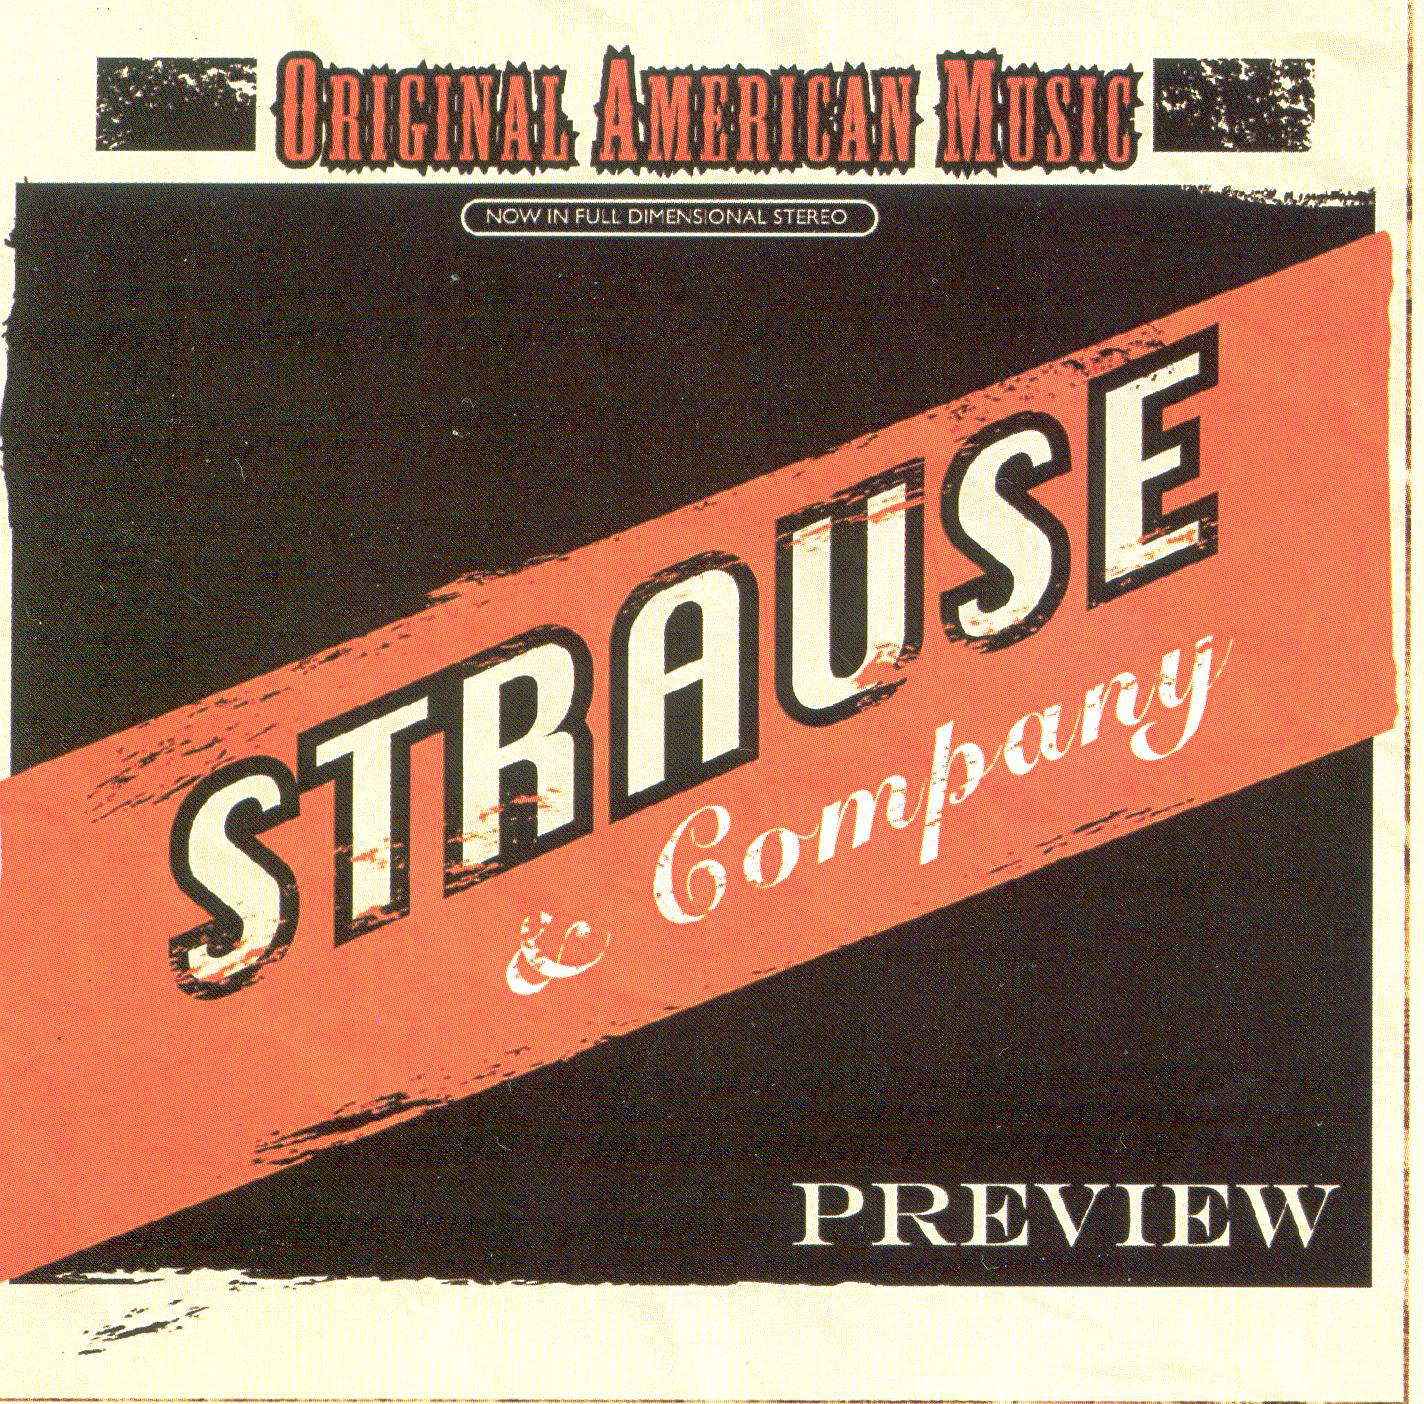 ORIGINAL AMERICAN MUSIC
NOW IN FULL DIMENSIONAL STEREO
STRAUSE
& Company
PREVIEW